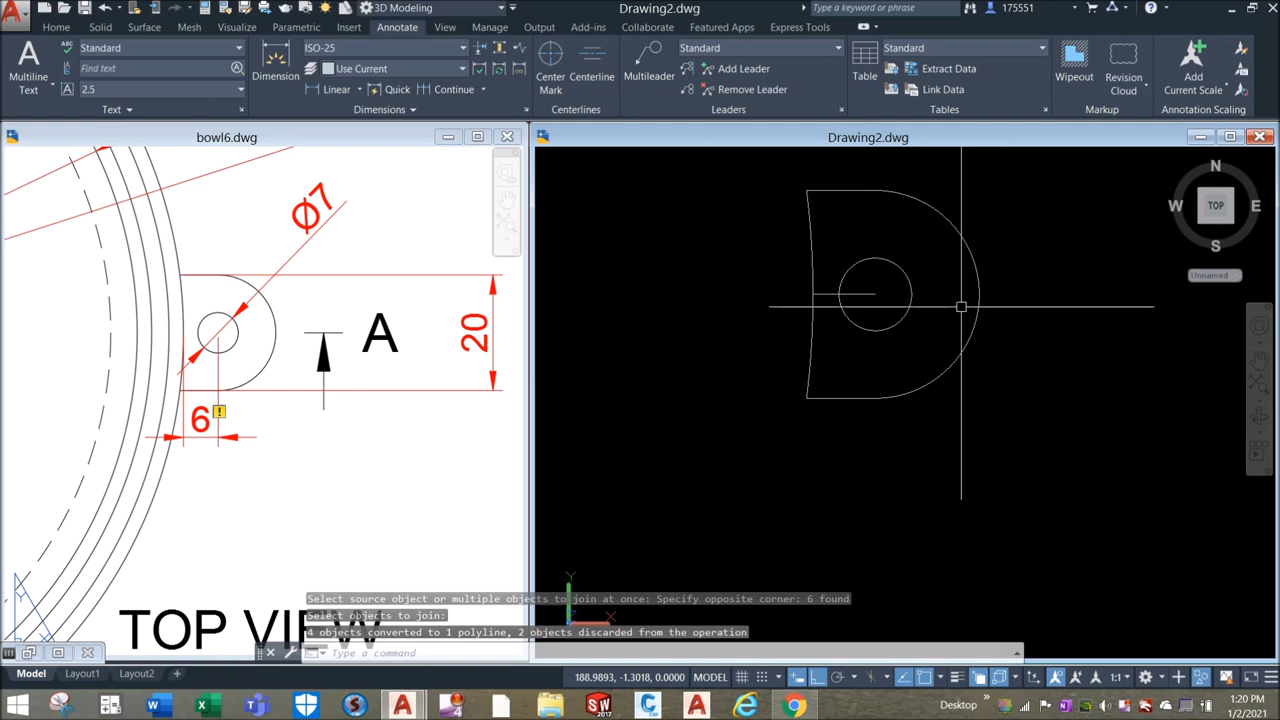 3D Modeling
Drawing2.dwg
Type a keyword or phrase
175551
Home Solid Surface Mesh Visualize Parametric Insert Annotate View Manage Output Add-ins Collaborate Express Tools Featured Apps
A
Multiline
Text
Standard
Find text
2.5
Text
Dimension
ISO-25
Use Current
Linear Quick Continue
Dimensions
Center
Mark
Centerline
Centerlines
Multileader
Standard
Add Leader
Remove Leader
Leaders
Table
Standard
Extract Data
Link Data
Tables
Wipeout
Revision
Cloud
Markup
Add
Current Scale
Annotation Scaling
bowl6.dwg
Drawing2.dwg
Φ7
20
A
6
TOP VIEW
N
W TOP E
S
Unnamed
Y
Select source object or multiple objects to join at once: Specify opposite corner: 6 found
Select objects to join:
4 objects converted to 1 polyline, 2 objects discarded from the operation
Type a command
Model Layout1 Layout2 +
188.9893, -1.3018, 0.0000 MODEL
1:1
Desktop
1:20 PM
1/2/2021